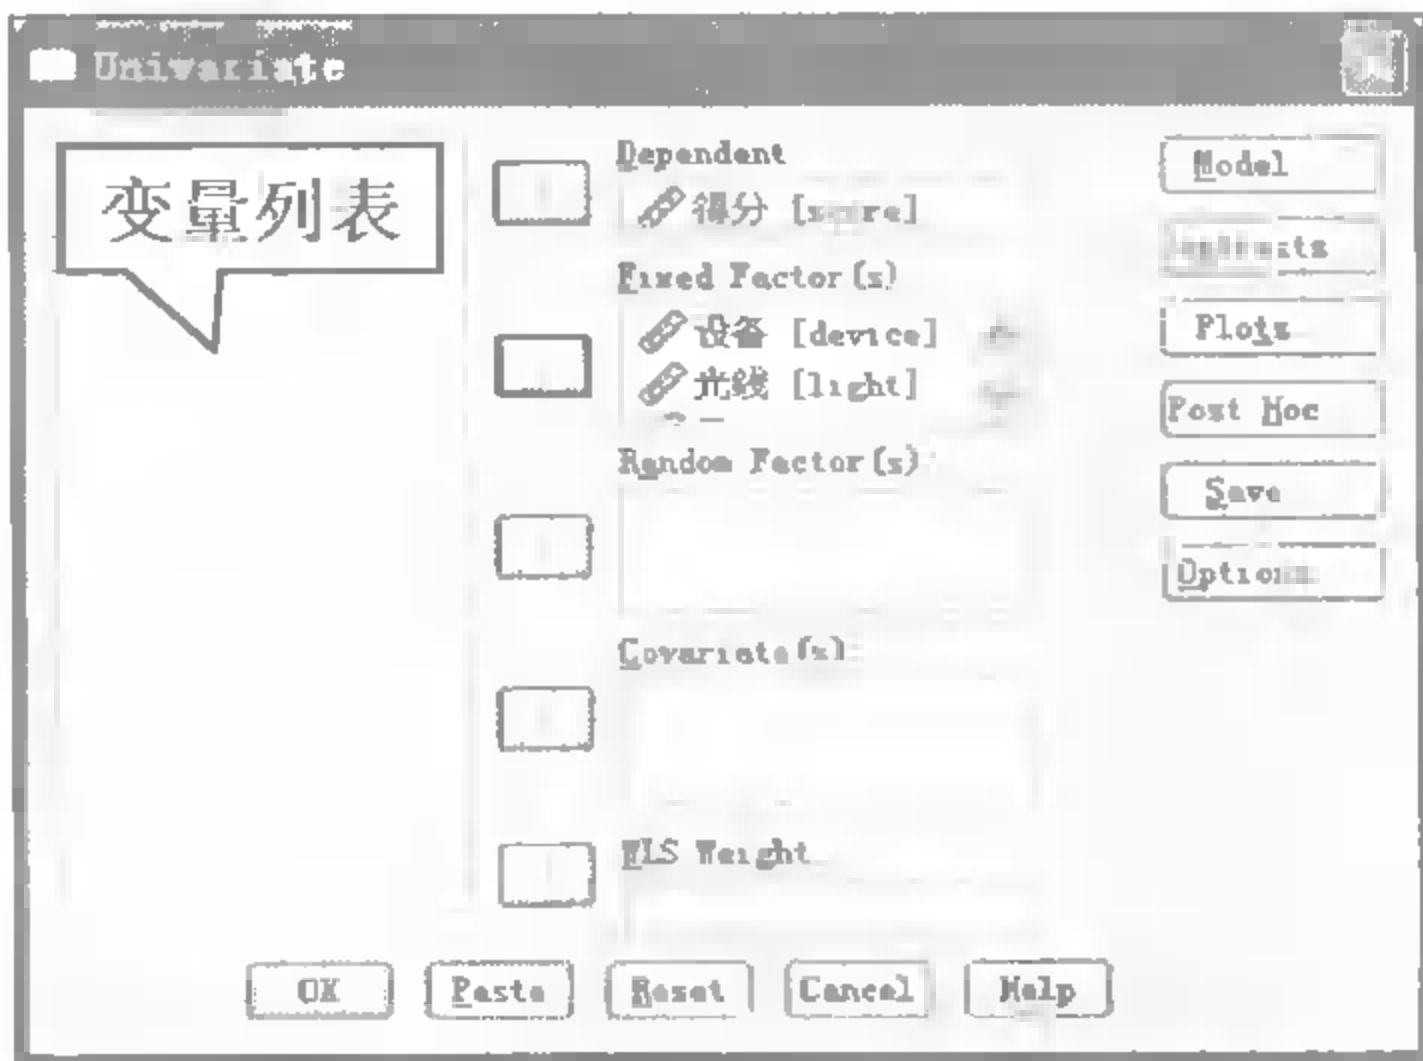 Univariate
变量列表
Dependent
得分 [score]
Fixed Factor(s)
设备 [device]
光线 [light]
Random Factor(s)
Covariate(s)
WLS Weight
Model
Contrasts
Plots
Post Hoc
Save
Options
OK
Paste
Reset
Cancel
Help